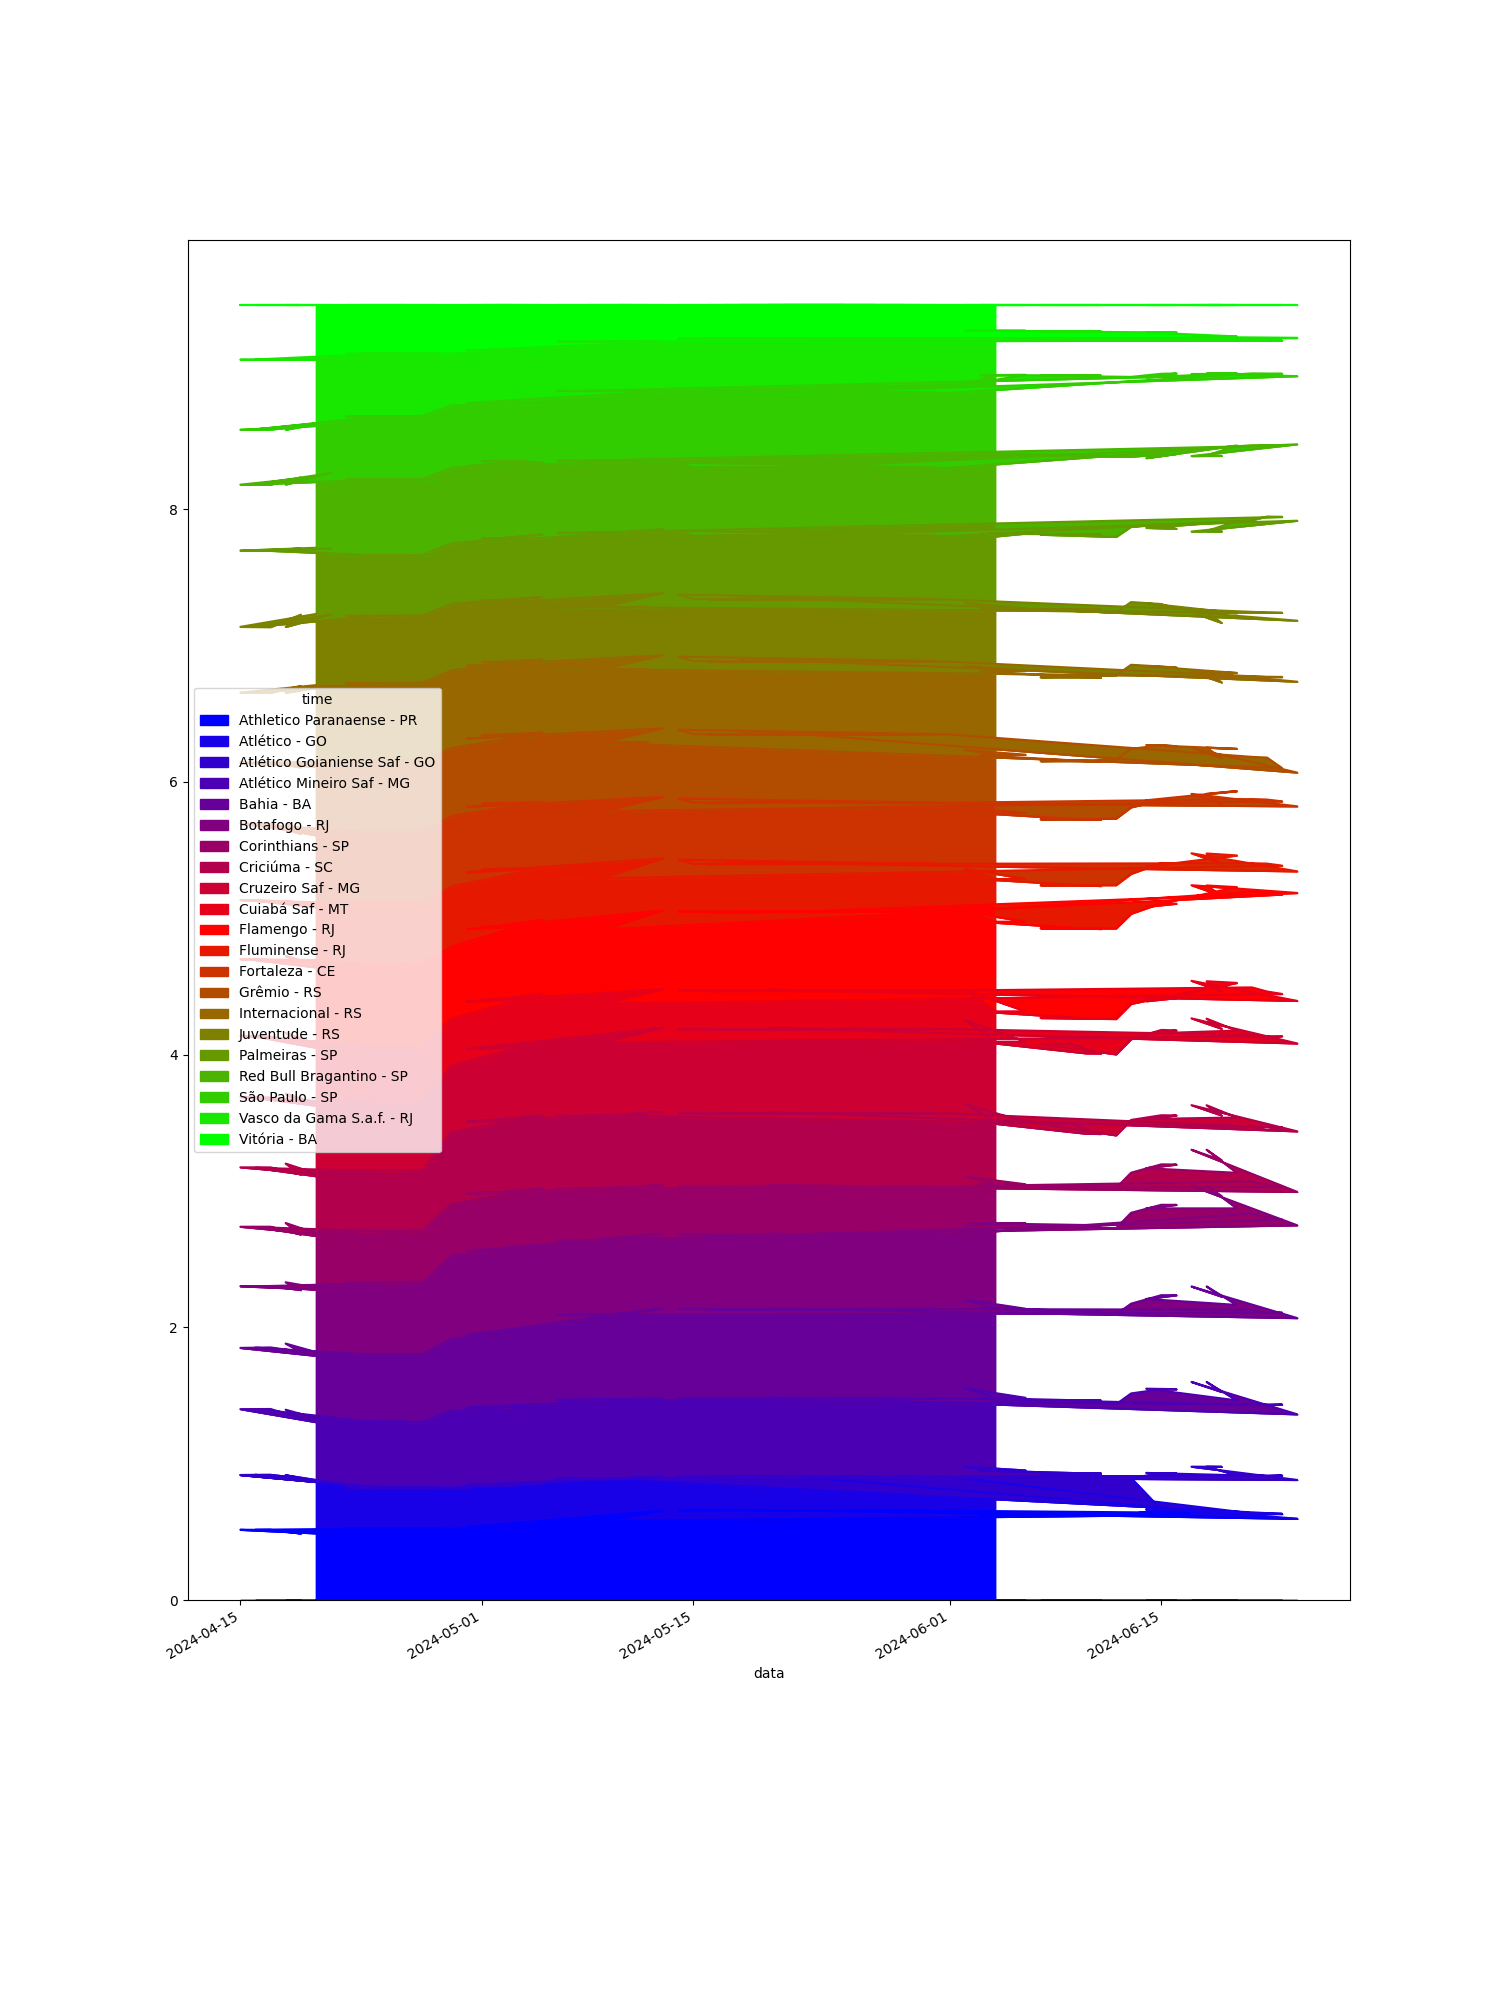 8
6
4
2
0
time
Athletico Paranaense - PR
Atlético - GO
Atlético Goianiense Saf - GO
Atlético Mineiro Saf - MG
Bahia - BA
Botafogo - RJ
Corinthians - SP
Criciúma - SC
Cruzeiro Saf - MG
Cuiabá Saf - MT
Flamengo - RJ
Fluminense - RJ
Fortaleza - CE
Grêmio - RS
Internacional - RS
Juventude - RS
Palmeiras - SP
Red Bull Bragantino - SP
São Paulo - SP
Vasco da Gama S.a.f. - RJ
Vitória - BA
2024-04-15
2024-05-01
2024-05-15
2024-06-01
2024-06-15
data